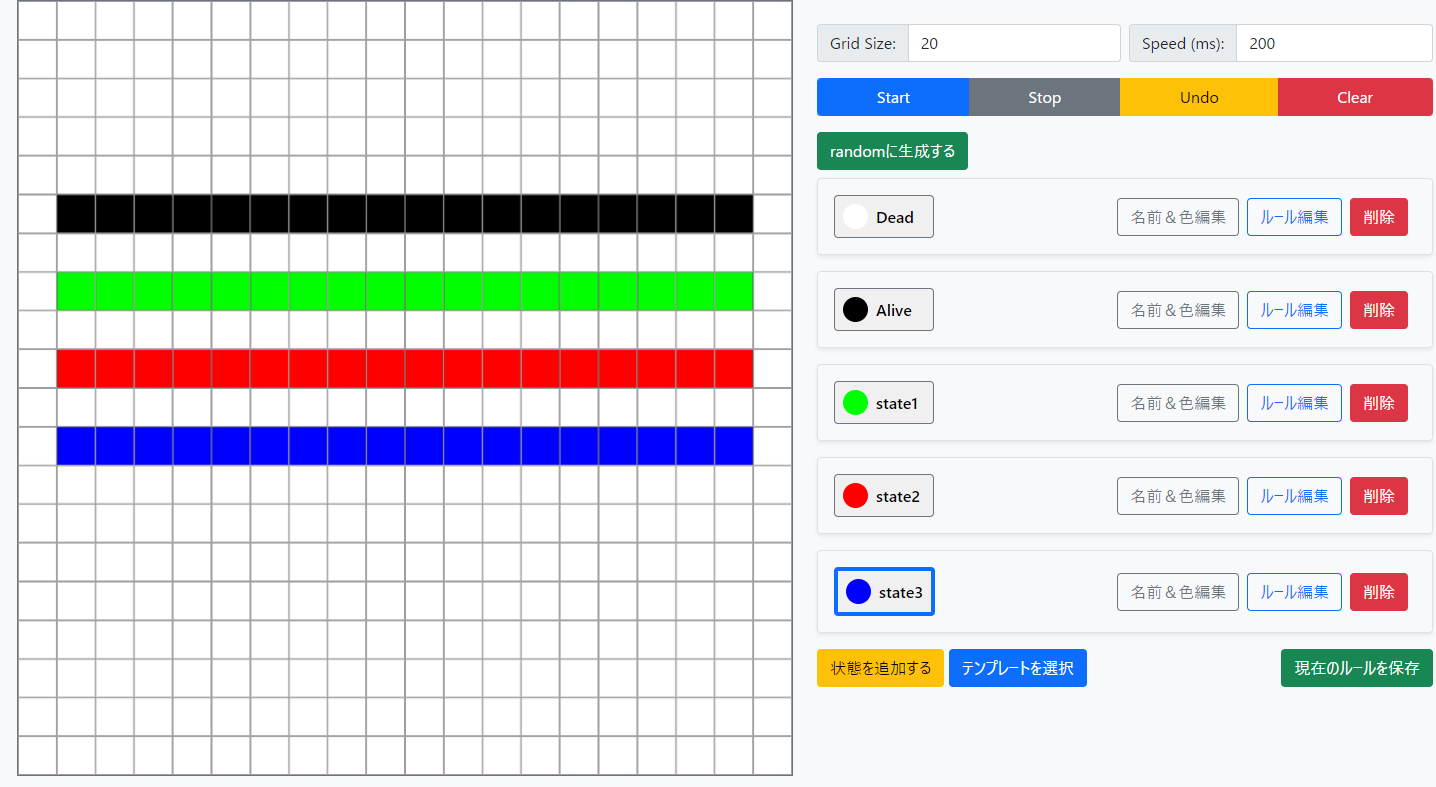 Grid Size: 20 Speed (ms): 200
Start Stop Undo Clear
randomに生成する
Dead 名前＆色編集 ルール編集 削除
Alive 名前＆色編集 ルール編集 削除
state1 名前＆色編集 ルール編集 削除
state2 名前＆色編集 ルール編集 削除
state3 名前＆色編集 ルール編集 削除
状態を追加する テンプレートを選択 現在のルールを保存